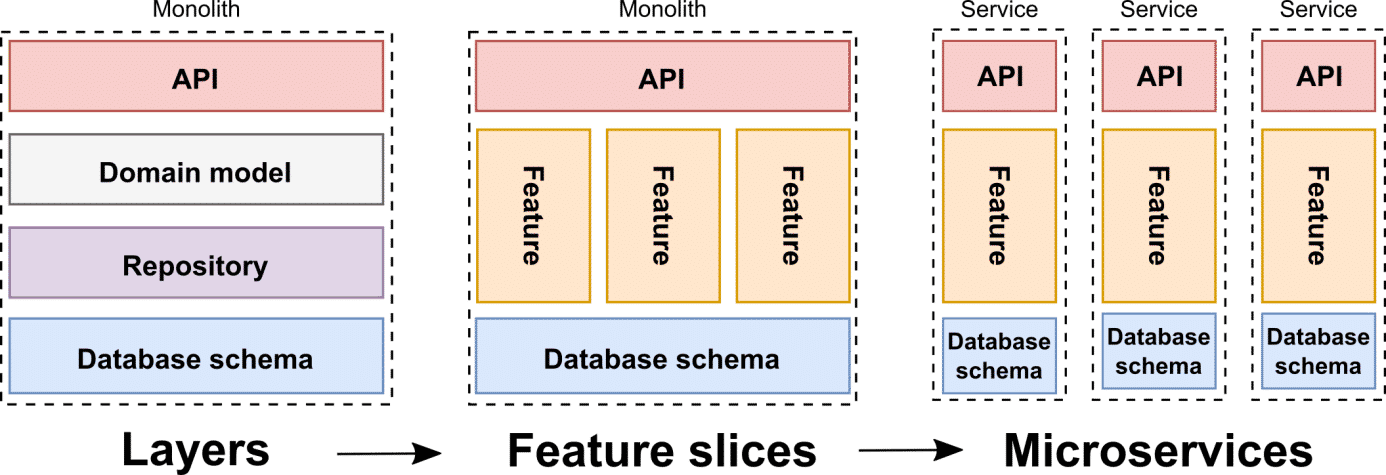 Monolith
API
Domain model
Repository
Database schema
Layers
Monolith
API
Feature
Feature
Feature
Database schema
Feature slices
Service
API
Feature
Database
schema
Service
API
Feature
Database
schema
Service
API
Feature
Database
schema
Microservices